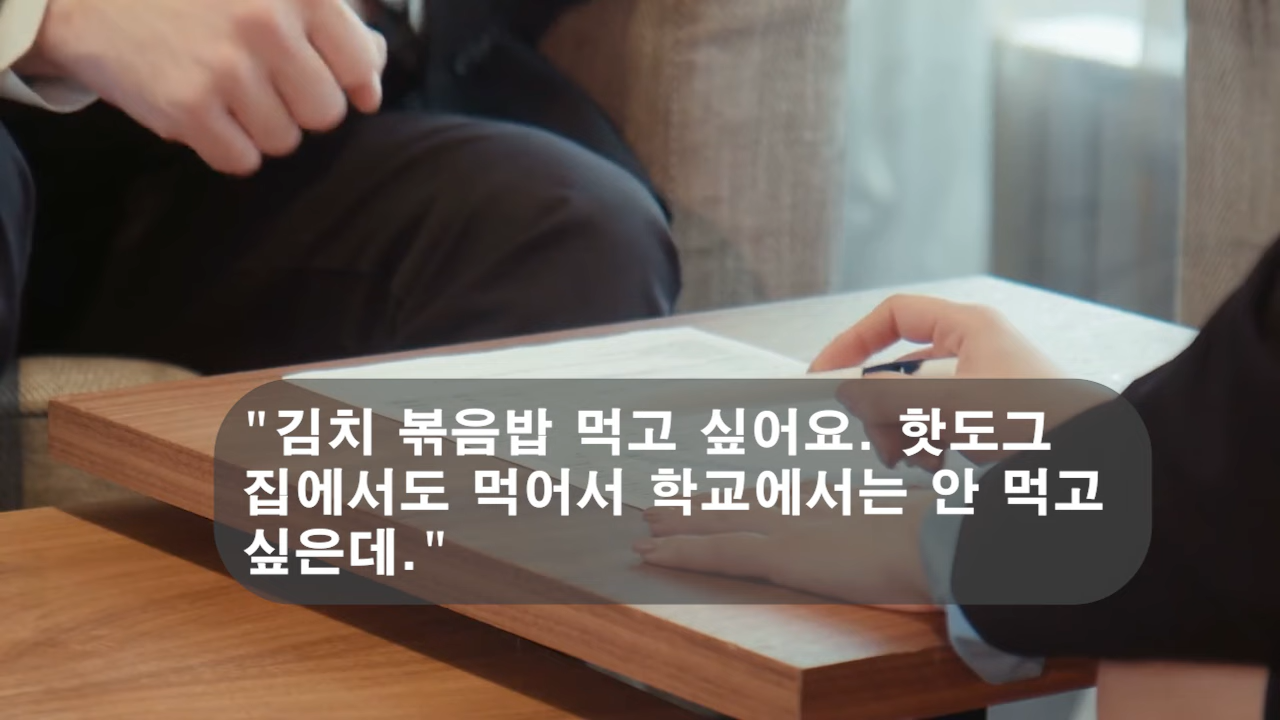 "김치 볶음밥 먹고 싶어요. 핫도그
집에서도 먹어서 학교에서는 안 먹고
싶은데."